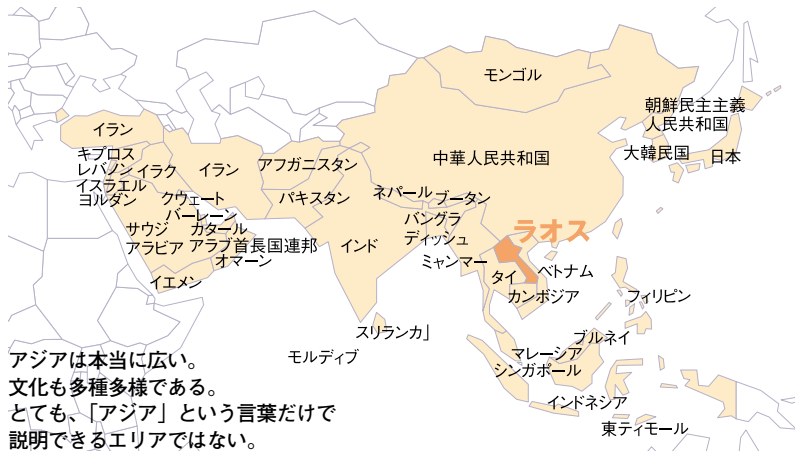 モンゴル
朝鮮民主主義
人民共和国
中華人民共和国
大韓民国
日本
イラン
キプロス
レバノン
イラク
イラン
アフガニスタン
イスラエル
ヨルダン
クウェート
パキスタン
ネパール
ブータン
バーレーン
サウジ
アラビア
カタール
アラブ首長国連邦
オマーン
インド
バングラ
ディッシュ
ミャンマー
ラオス
タイ
ベトナム
カンボジア
イエメン
フィリピン
スリランカ」
モルディブ
ブルネイ
マレーシア
シンガポール
インドネシア
東ティモール
アジアは本当に広い。
文化も多種多様である。
とても、「アジア」という言葉だけで
説明できるエリアではない。